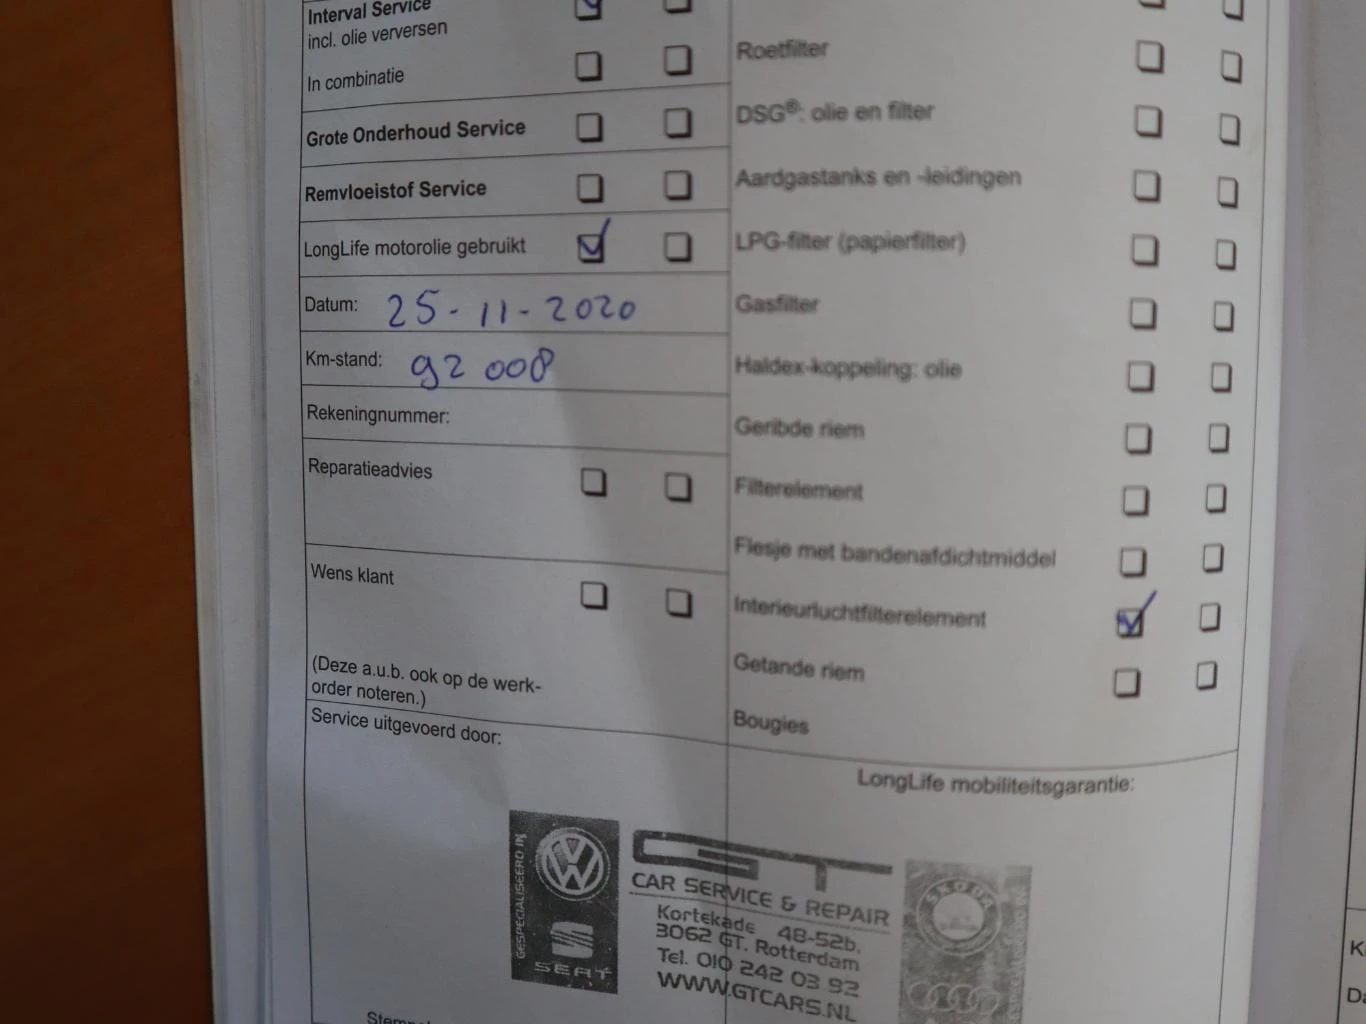 Interval Service
incl. olie verversen
In combinatie
Grote Onderhoud Service
Remvloeistof Service
LongLife motorolie gebruikt
Datum: 25-11-2020
Km-stand: 92 008
Rekeningnummer:
Reparatieadvies
Wens klant
(Deze a.u.b. ook op de werk-
order noteren.)
Service uitgevoerd door:
Roetfilter
DSG®: olie en filter
Aardgastanks en -leidingen
LPG-filter (papierfilter)
Gasfilter
Haldex-koppeling: olie
Geribde riem
Filterelement
Flesje met bandenafdichtmiddel
Interieurluchtfilterelement
Getande riem
Bougies
LongLife mobiliteitsgarantie:
GESPECIALISEERD IN
VW
SEAT
GT
CAR SERVICE & REPAIR
Kortekade 48-52b,
3062 GT. Rotterdam
Tel. 010 242 03 92
WWW.GTCARS.NL
SKODA